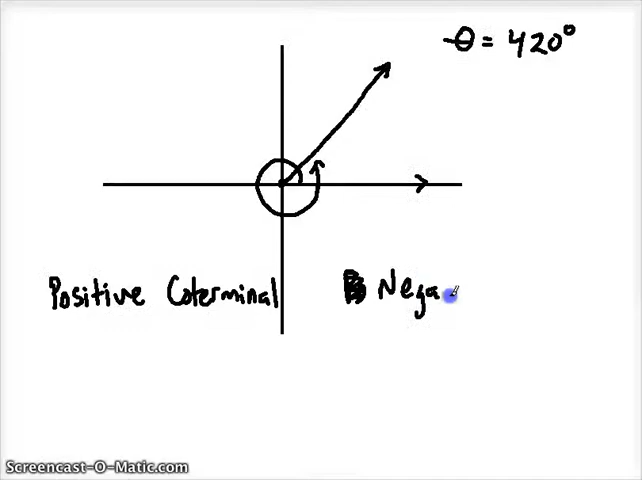 θ = 420°
Positive Coterminal Nega
Screencast-O-Matic.com